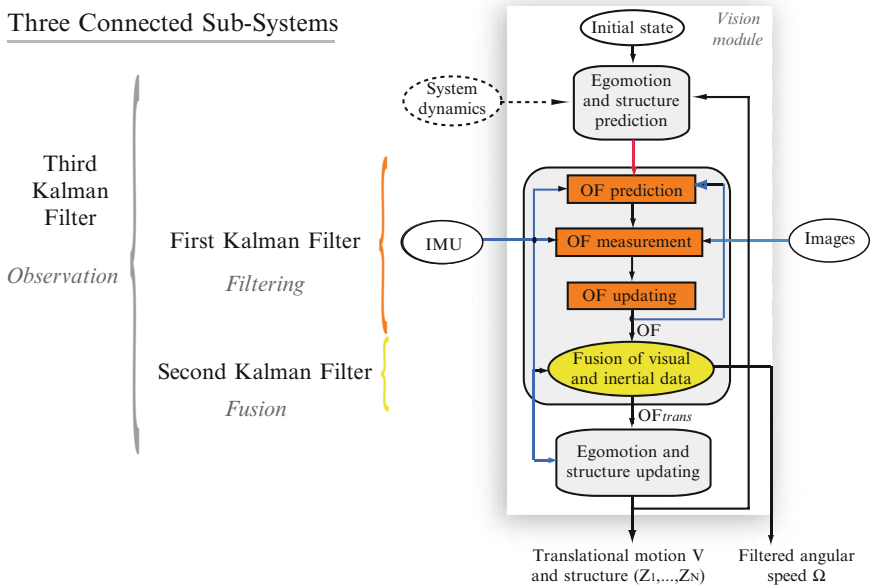 Three Connected Sub-Systems
Vision
module
Initial state
System
dynamics
Egomotion
and structure
prediction
Third
Kalman
Filter
Observation
First Kalman Filter
Filtering
Second Kalman Filter
Fusion
IMU
OF prediction
OF measurement
Images
OF updating
OF
Fusion of visual
and inertial data
OFtrans
Egomotion and
structure updating
Translational motion V
and structure (Z1,...,ZN)
Filtered angular
speed Ω